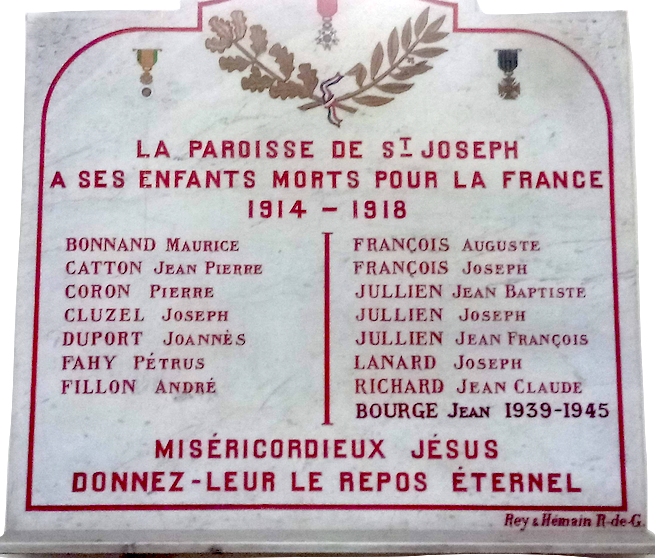 LA PAROISSE DE ST JOSEPH
A SES ENFANTS MORTS POUR LA FRANCE
1914 - 1918
BONNAND MAURICE
CATTON JEAN PIERRE
CORON PIERRE
CLUZEL JOSEPH
DUPORT JOANNÈS
FAHY PÉTRUS
FILLON ANDRÉ
FRANÇOIS AUGUSTE
FRANÇOIS JOSEPH
JULLIEN JEAN BAPTISTE
JULLIEN JOSEPH
JULLIEN JEAN FRANÇOIS
LANARD JOSEPH
RICHARD JEAN CLAUDE
BOURGE JEAN 1939-1945
MISÉRICORDIEUX JÉSUS
DONNEZ-LEUR LE REPOS ÉTERNEL
Rey & Hémain R-de-G.